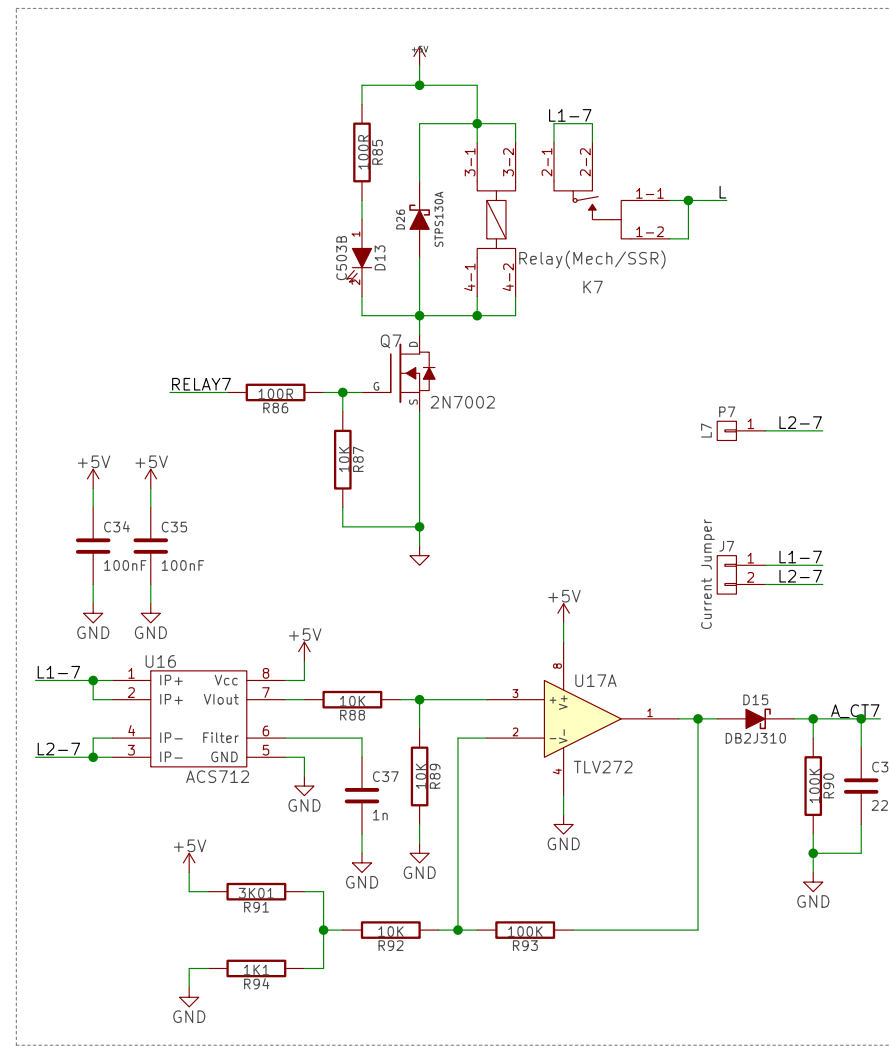 +5V
100R
R85
C503B
1
2
D13
D26
STPS130A
3-1
3-2
4-1
4-2
L1-7
2-1
2-2
1-1
1-2
L
Relay(Mech/SSR)
K7
RELAY7
100R
R86
10K
R87
Q7
D
G
S
2N7002
P7
L7
1
L2-7
J7
Current Jumper
1
L1-7
2
L2-7
+5V
C34
100nF
GND
+5V
C35
100nF
GND
U16
L1-7
L2-7
1
2
4
3
IP+
IP+
IP-
IP-
Vcc
VIout
Filter
GND
8
7
6
5
ACS712
+5V
GND
10K
R88
10K
R89
GND
C37
1n
GND
+5V
U17A
8
V+
3
+
2
-
V-
4
1
TLV272
GND
D15
DB2J310
A_CT7
100K
R90
C3
22
GND
+5V
3K01
R91
1K1
R94
GND
10K
R92
100K
R93